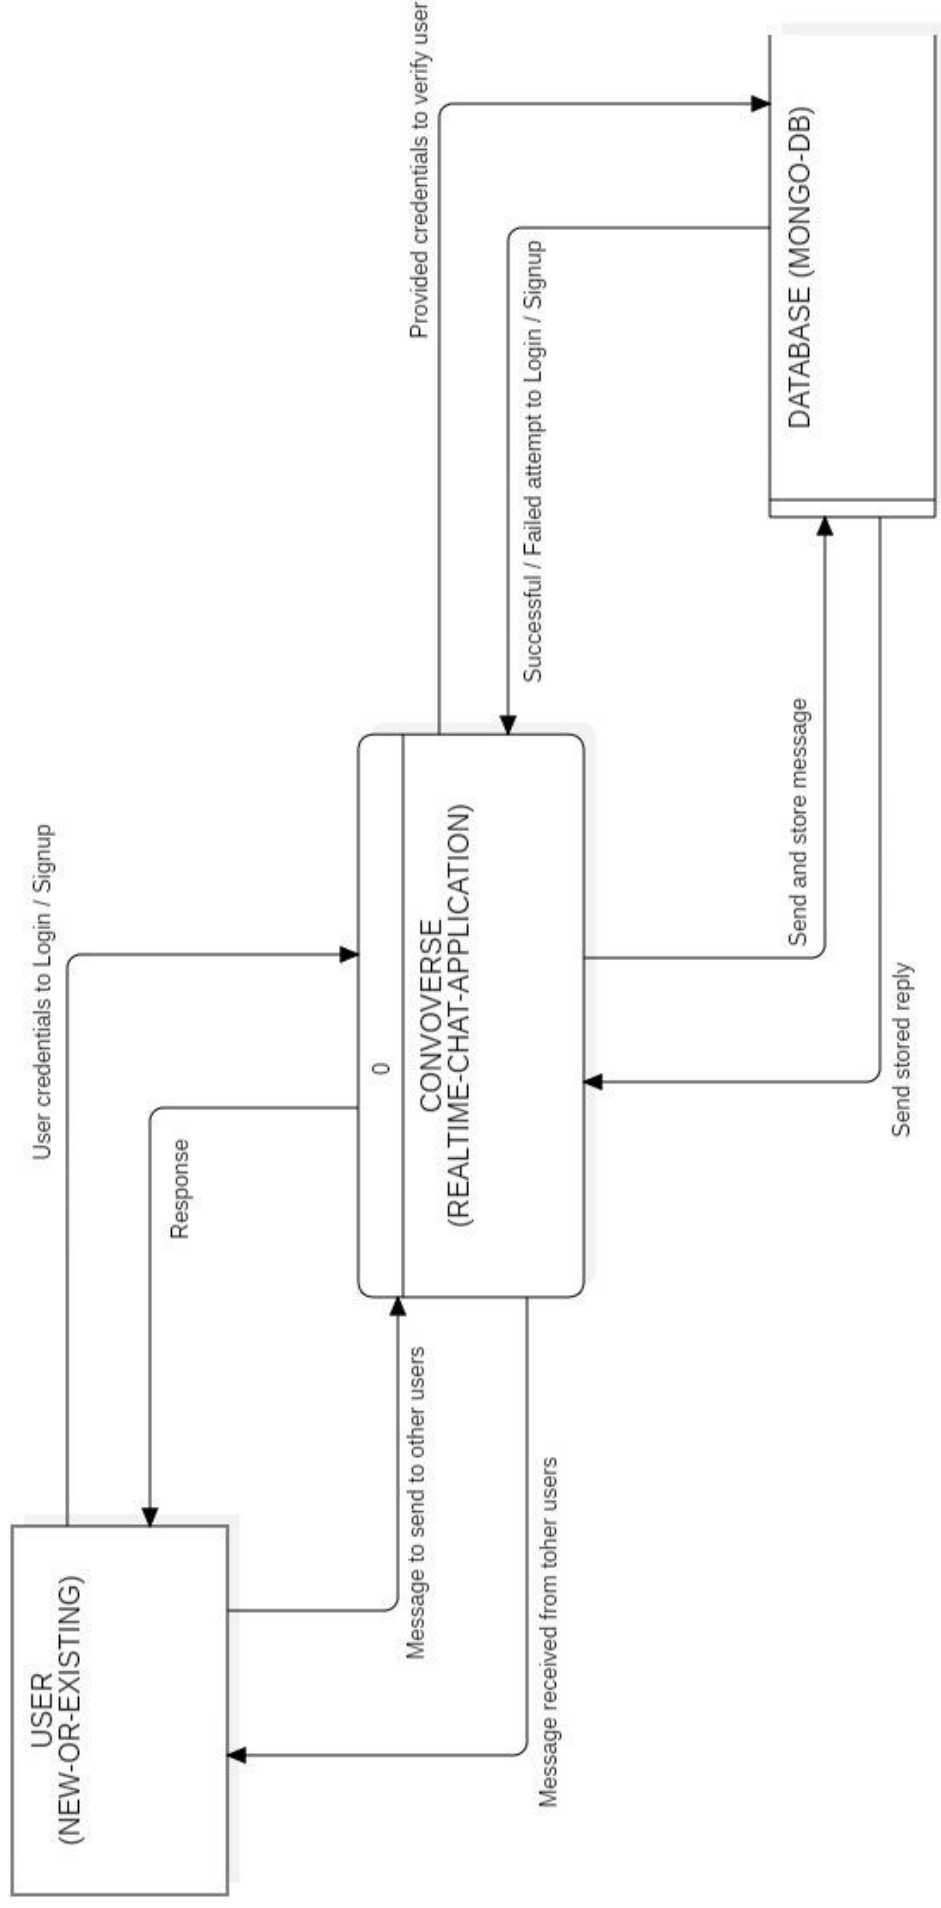 USER
(NEW-OR-EXISTING)
User credentials to Login / Signup
Response
Message to send to other users
Message received from toher users
0
CONVOVERSE
(REALTIME-CHAT-APPLICATION)
Provided credentials to verify user
Successful / Failed attempt to Login / Signup
Send and store message
Send stored reply
DATABASE (MONGO-DB)